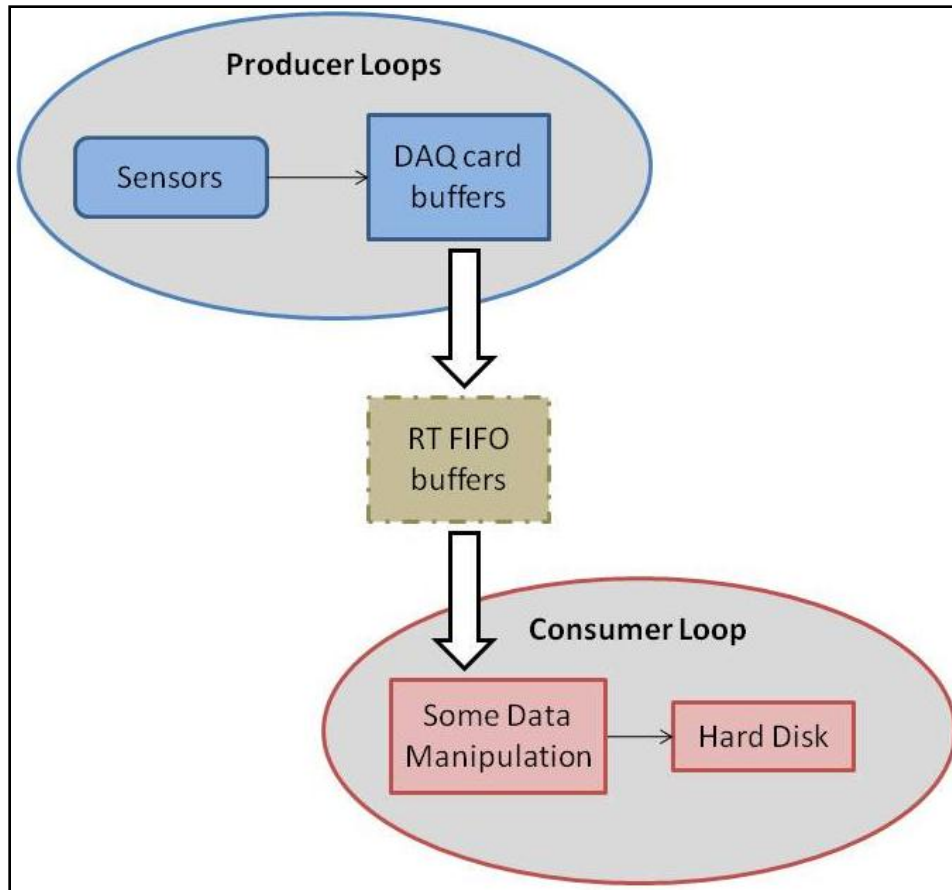 Producer Loops
Sensors
DAQ card
buffers
RT FIFO
buffers
Consumer Loop
Some Data
Manipulation
Hard Disk